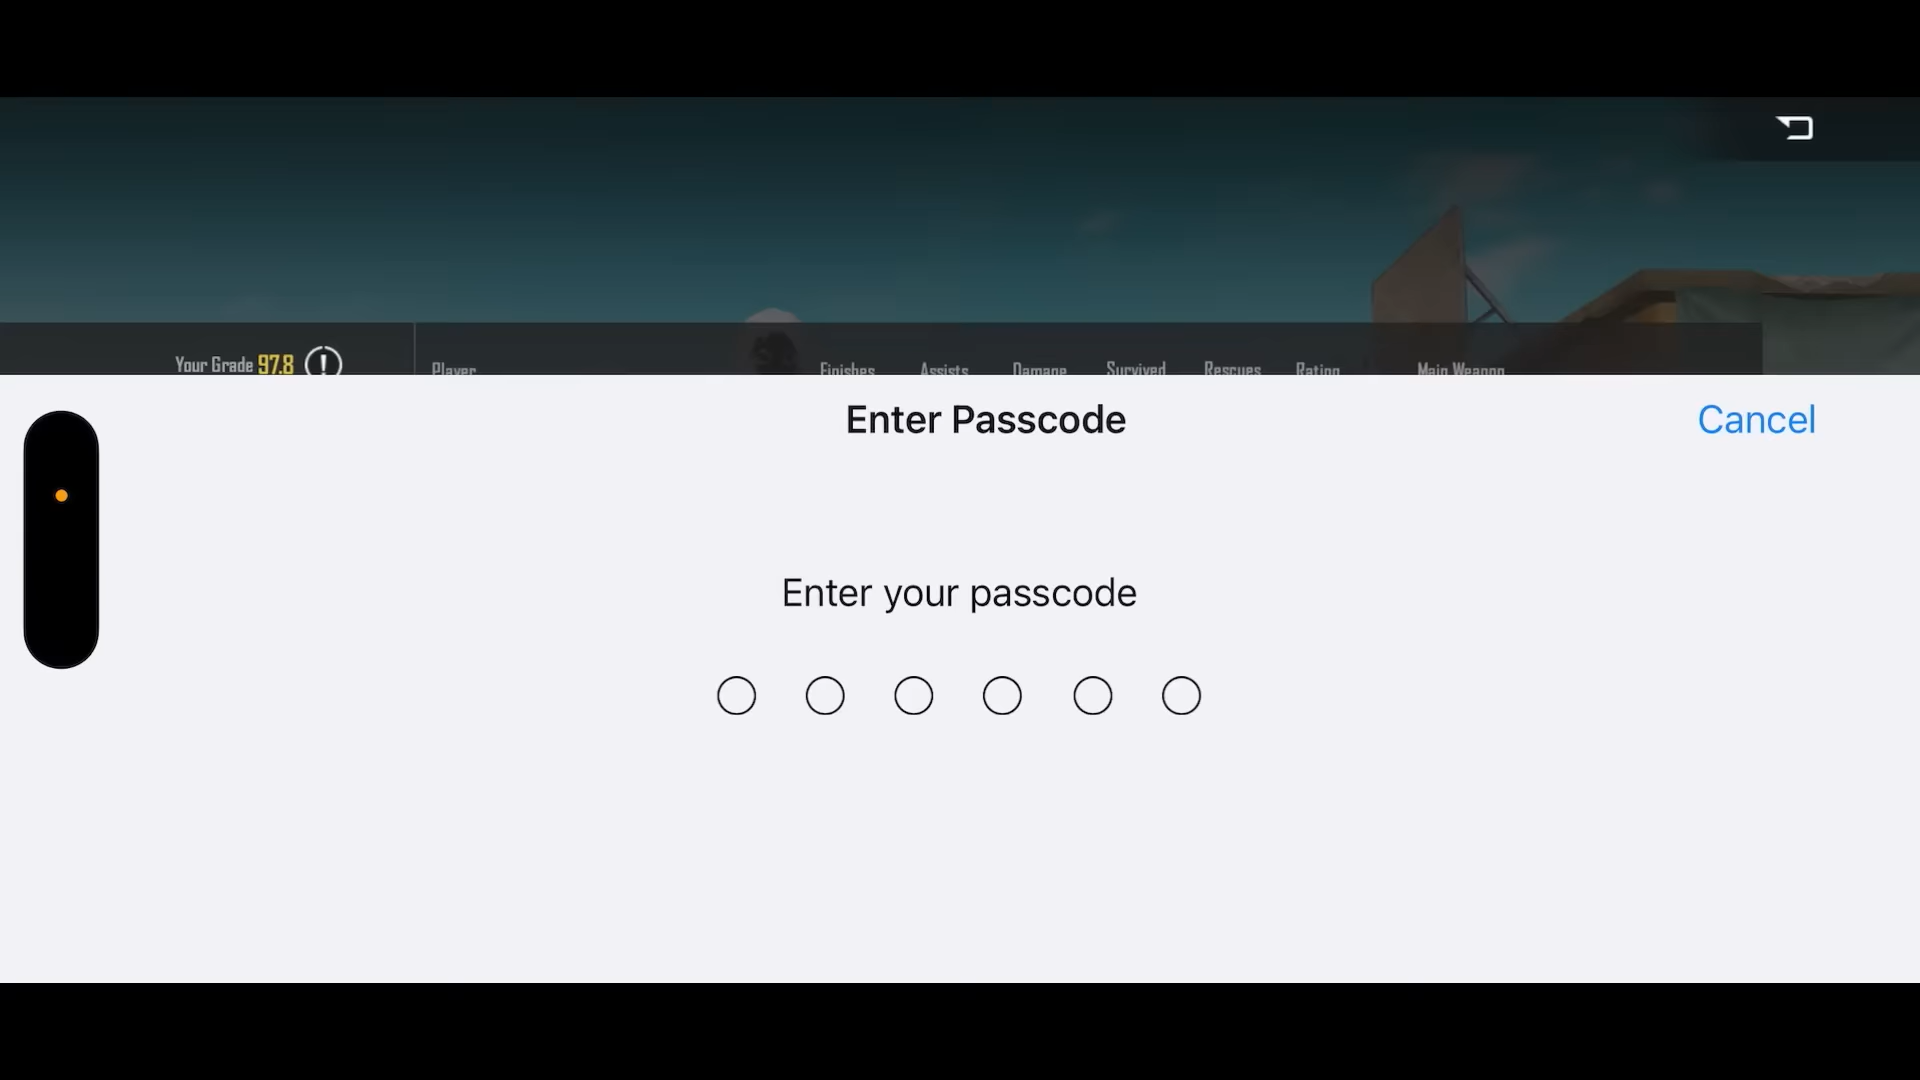 Your Grade 97.8
Player Finishes Assists Damage Survived Rescues Rating Main Weapon
Enter Passcode
Cancel
Enter your passcode